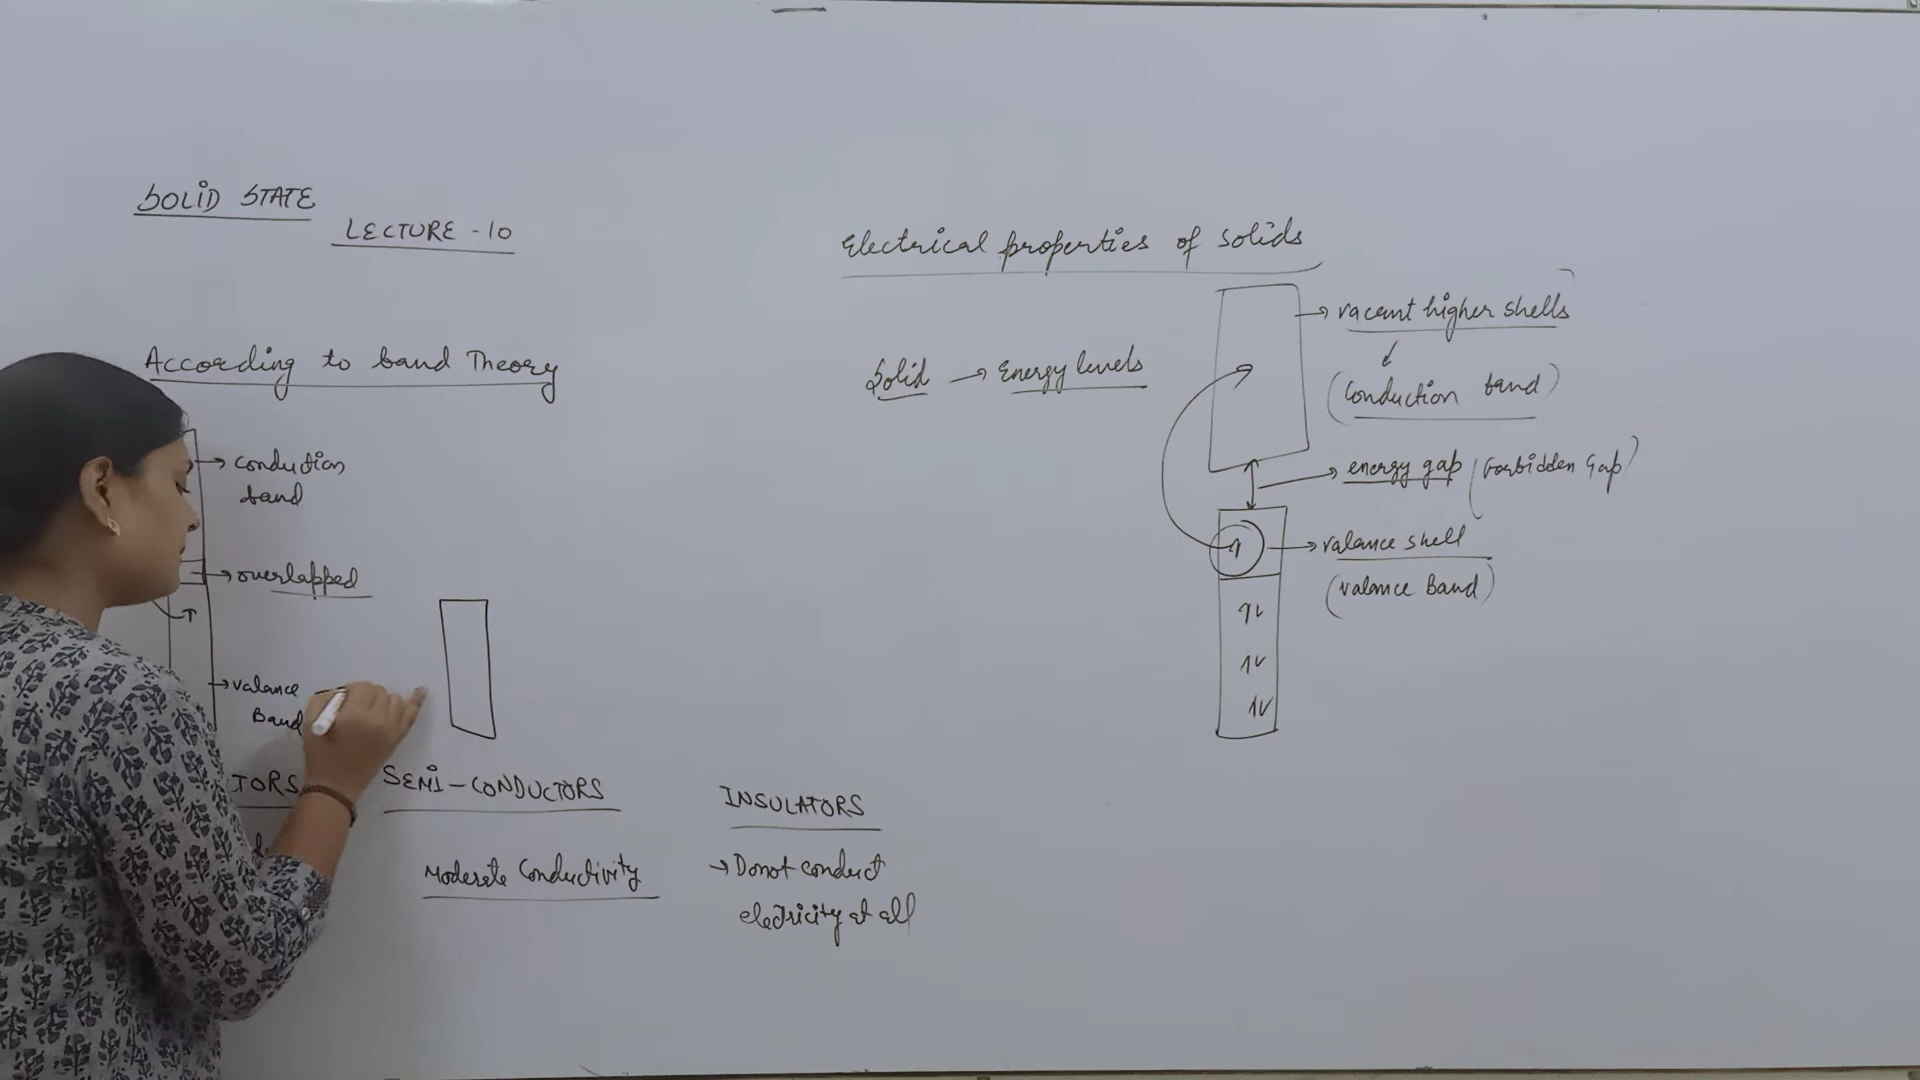 SOLID STATE
LECTURE - 10
According to band Theory
conduction
band
overlapped
valance
Band
TORS
SEMI - CONDUCTORS
Moderate Conductivity
INSULATORS
→ Donot conduct
electricity at all
Electrical properties of solids
Solid → Energy levels
→ vacant higher shells
(Conduction band)
→ energy gap (Forbidden Gap)
→ valance shell
(Valance Band)